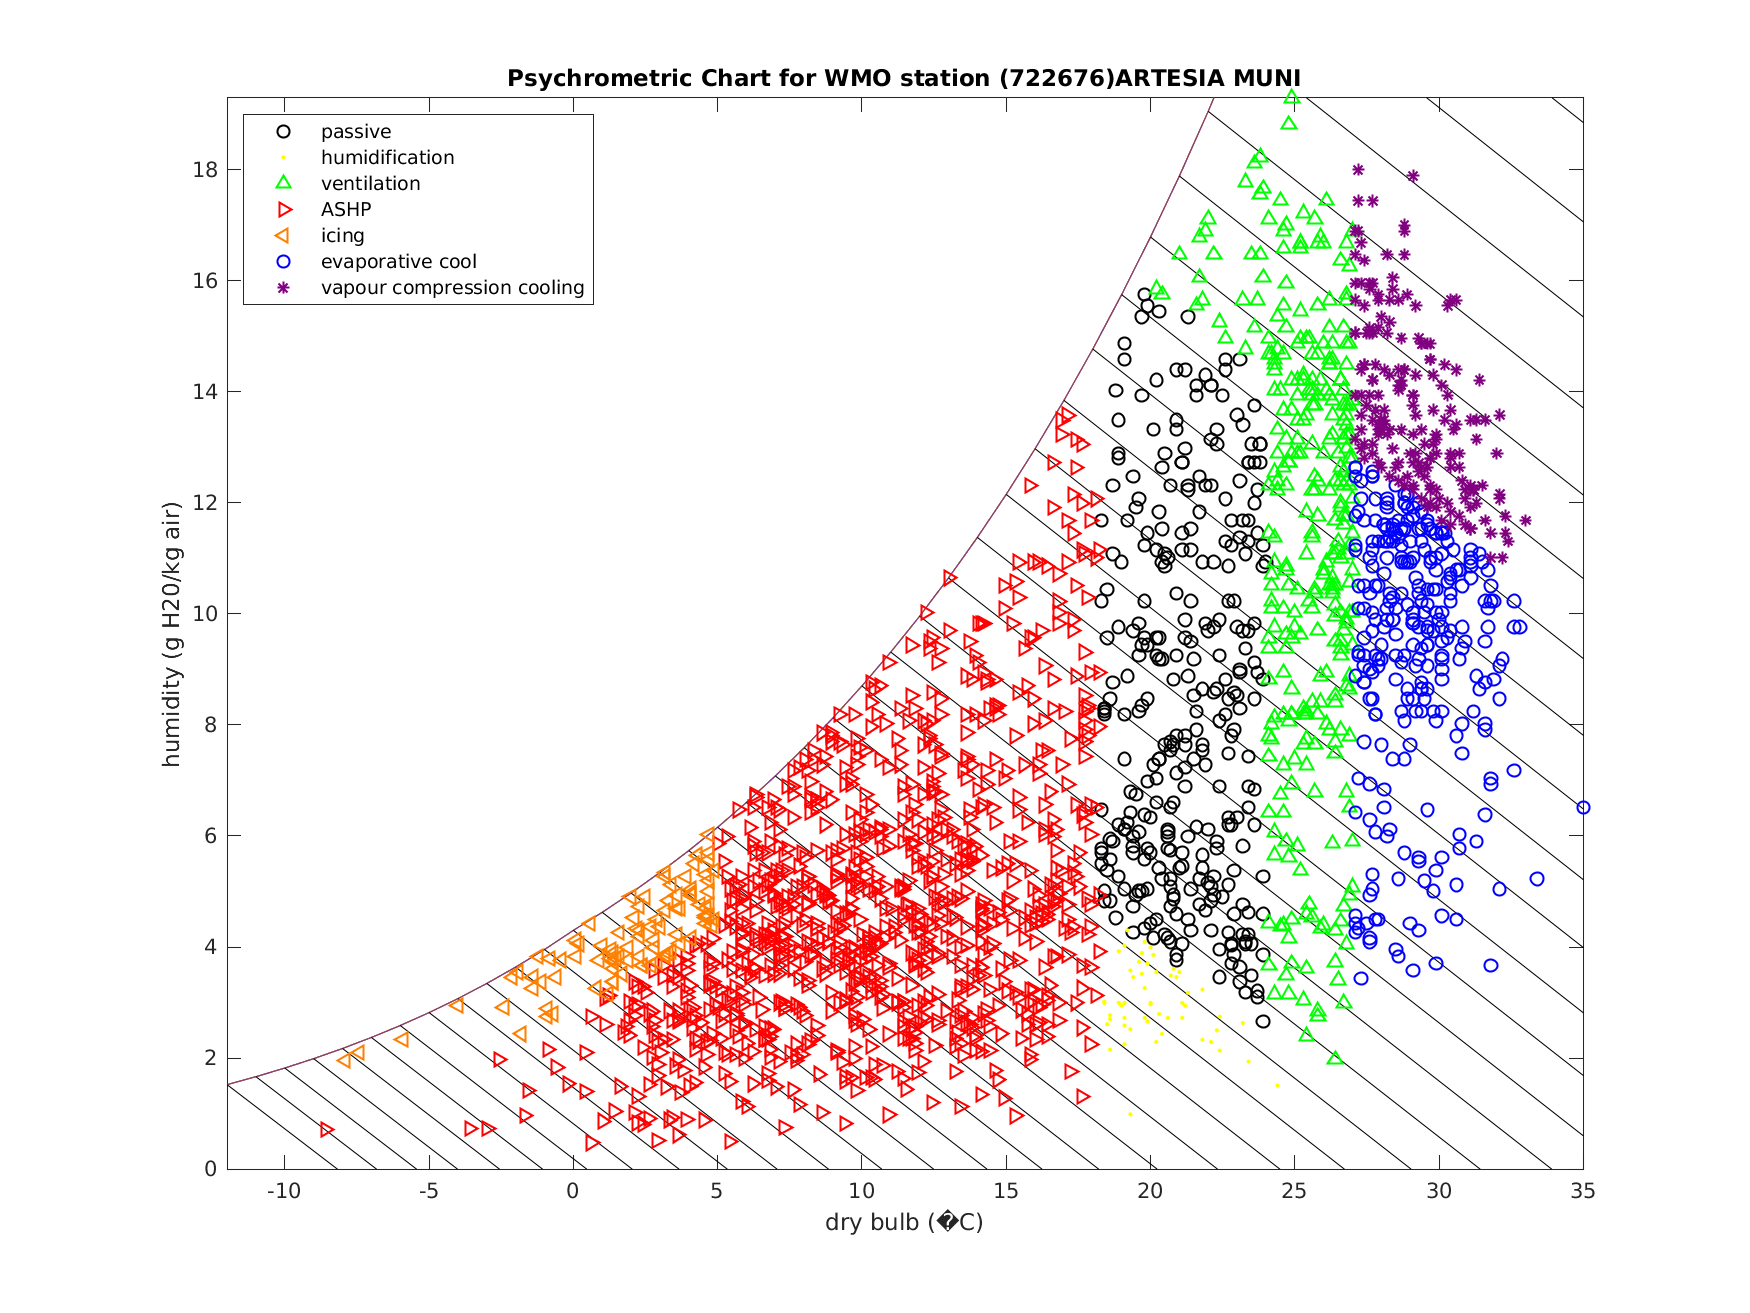 Psychrometric Chart for WMO station (722676)ARTESIA MUNI
passive
humidification
ventilation
ASHP
icing
evaporative cool
vapour compression cooling
humidity (g H20/kg air)
18
16
14
12
10
8
6
4
2
0
-10 -5 0 5 10 15 20 25 30 35
dry bulb (�C)